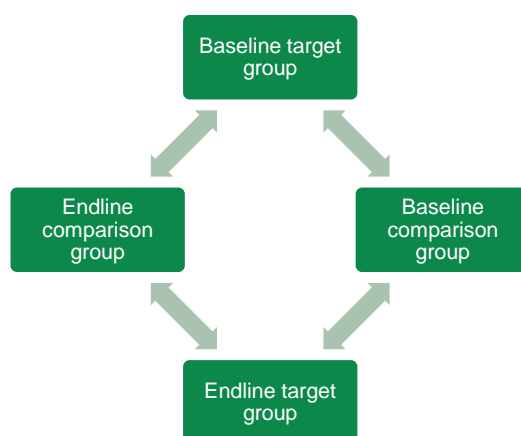 Baseline target
group
Endline
comparison
group
Baseline
comparison
group
Endline target
group